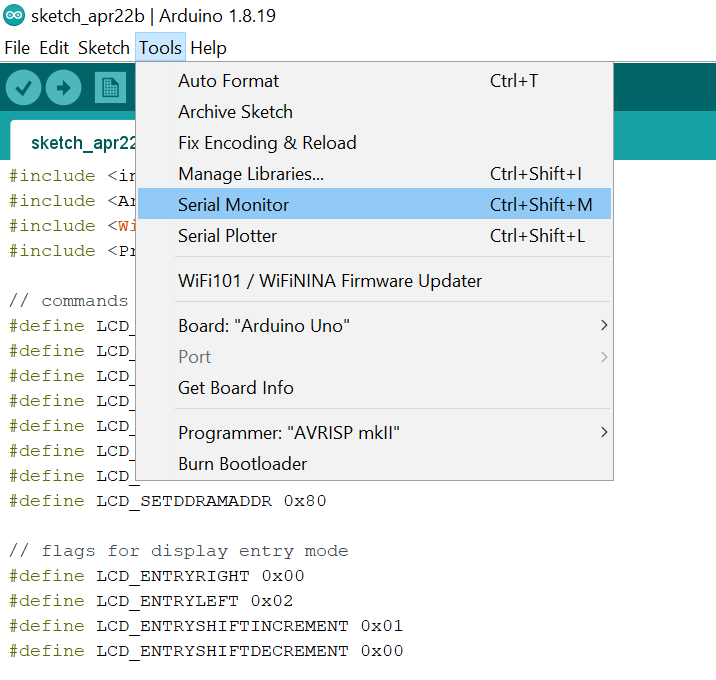 sketch_apr22b | Arduino 1.8.19
File Edit Sketch Tools Help
Auto Format Ctrl+T
Archive Sketch
sketch_apr22
Fix Encoding & Reload
#include <in
Manage Libraries... Ctrl+Shift+I
#include <Ar
Serial Monitor Ctrl+Shift+M
#include <Wi
Serial Plotter Ctrl+Shift+L
#include <Pr
WiFi101 / WiFiNINA Firmware Updater
// commands
#define LCD_
Board: "Arduino Uno"
#define LCD_
Port
#define LCD_
Get Board Info
#define LCD_
#define LCD_
Programmer: "AVRISP mkII"
#define LCD_
Burn Bootloader
#define LCD_
#define LCD_SETDDRAMADDR 0x80
// flags for display entry mode
#define LCD_ENTRYRIGHT 0x00
#define LCD_ENTRYLEFT 0x02
#define LCD_ENTRYSHIFTINCREMENT 0x01
#define LCD_ENTRYSHIFTDECREMENT 0x00